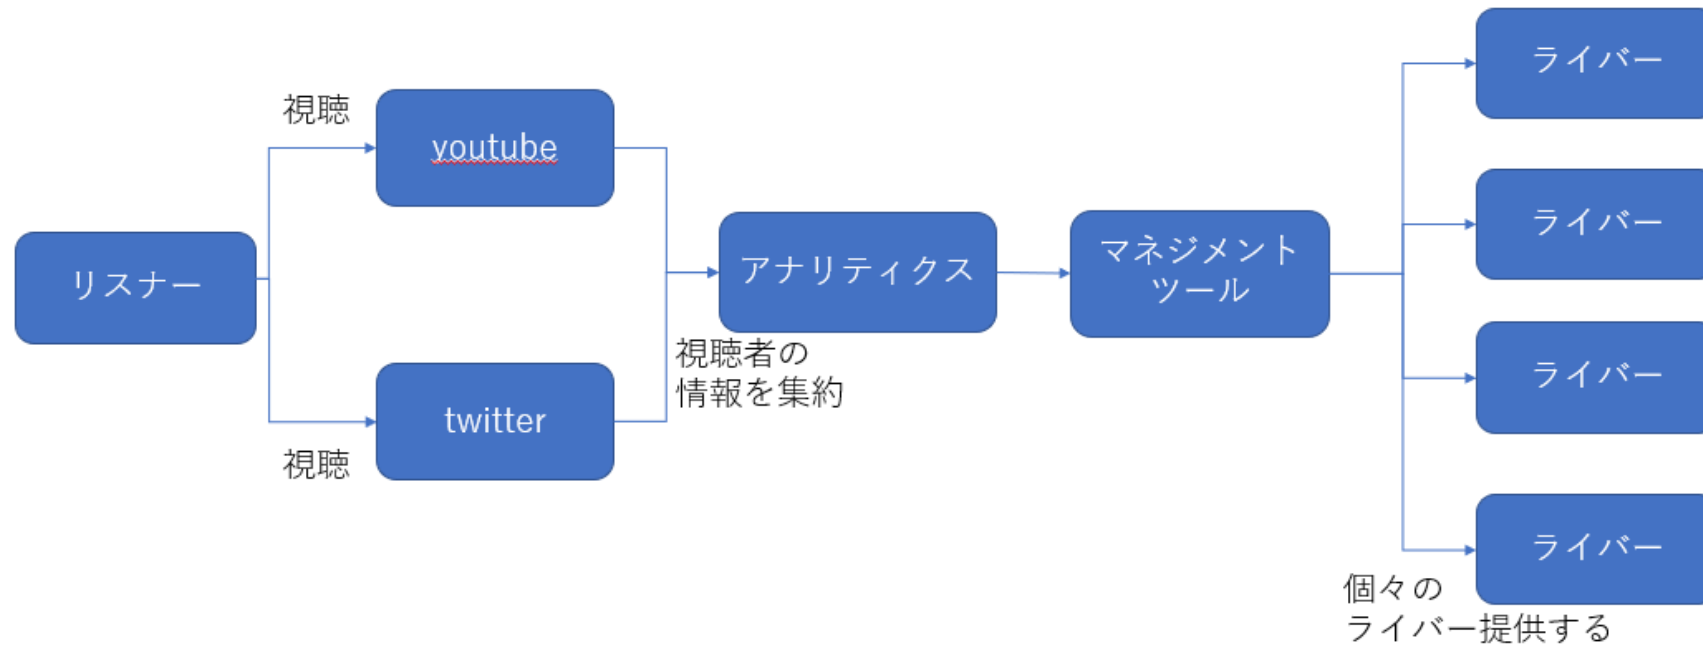 視聴
youtube
リスナー
twitter
視聴
アナリティクス
視聴者の
情報を集約
マネジメント
ツール
ライバー
ライバー
ライバー
ライバー
個々の
ライバー提供する